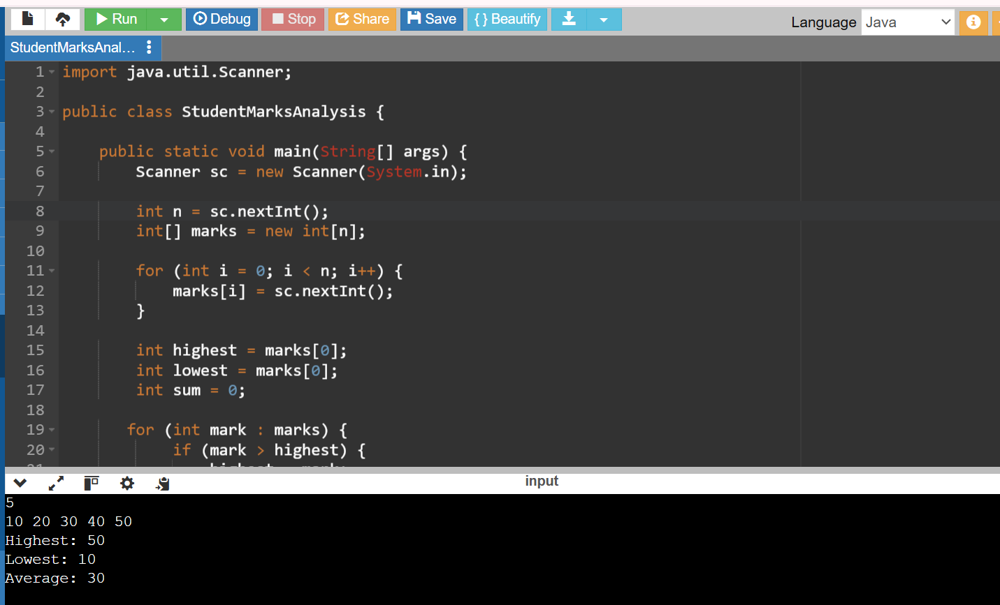 Run Debug Stop Share Save { } Beautify Language Java
StudentMarksAnal...
1 import java.util.Scanner;
2
3 public class StudentMarksAnalysis {
4
5 public static void main(String[] args) {
6 Scanner sc = new Scanner(System.in);
7
8 int n = sc.nextInt();
9 int[] marks = new int[n];
10
11 for (int i = 0; i < n; i++) {
12 marks[i] = sc.nextInt();
13 }
14
15 int highest = marks[0];
16 int lowest = marks[0];
17 int sum = 0;
18
19 for (int mark : marks) {
20 if (mark > highest) {
input
5
10 20 30 40 50
Highest: 50
Lowest: 10
Average: 30